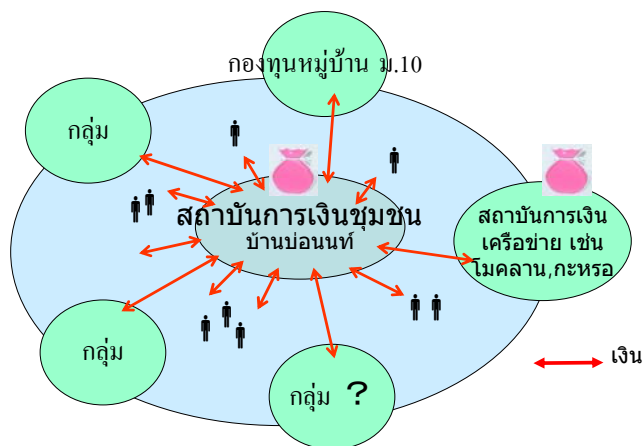 กองทุนหมู่บ้าน ม.10
กลุ่ม
สถาบันการเงินชุมชน
บ้านบ่อนนท์
สถาบันการเงิน
เครือข่าย เช่น
โมคลาน,กะหรอ
กลุ่ม
กลุ่ม ?
เงิน